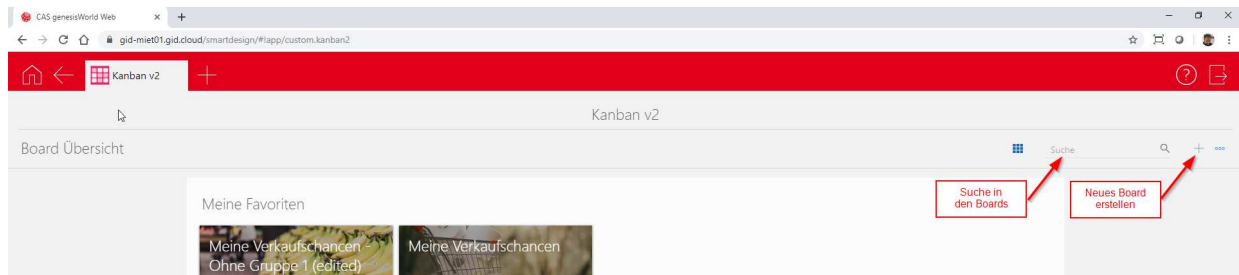 CAS genesisWorld Web
gid-miet01.gid.cloud/smartdesign/#!app/custom.kanban2
Kanban v2
Kanban v2
Board Übersicht
Suche
Suche in
den Boards
Neues Board
erstellen
Meine Favoriten
Meine Verkaufschancen -
Ohne Gruppe 1 (edited)
Meine Verkaufschancen